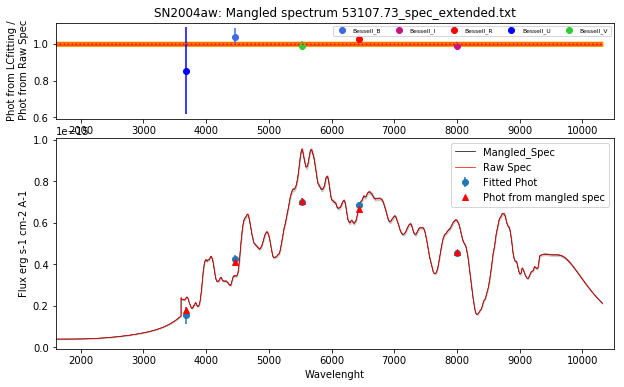 SN2004aw: Mangled spectrum 53107.73_spec_extended.txt
Phot from LCfitting /
Phot from Raw Spec
1.0
0.8
0.6
Bessell_B
Bessell_I
Bessell_R
Bessell_U
Bessell_V
2000 3000 4000 5000 6000 7000 8000 9000 10000
Flux erg s-1 cm-2 A-1
1.0
0.8
0.6
0.4
0.2
0.0
Mangled_Spec
Raw Spec
Fitted Phot
Phot from mangled spec
2000 3000 4000 5000 6000 7000 8000 9000 10000
Wavelenght